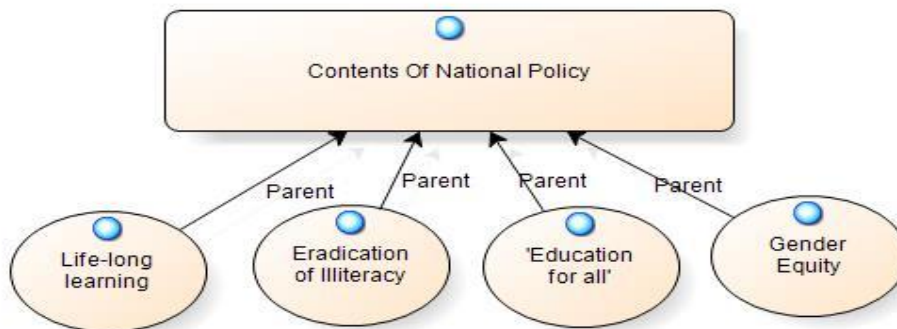 Contents Of National Policy
Parent
Parent
Parent
Parent
Life-long
learning
Eradication
of Illiteracy
'Education
for all'
Gender
Equity